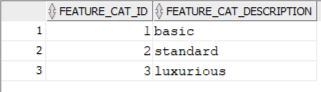 FEATURE_CAT_ID FEATURE_CAT_DESCRIPTION
1 1 basic
2 2 standard
3 3 luxurious